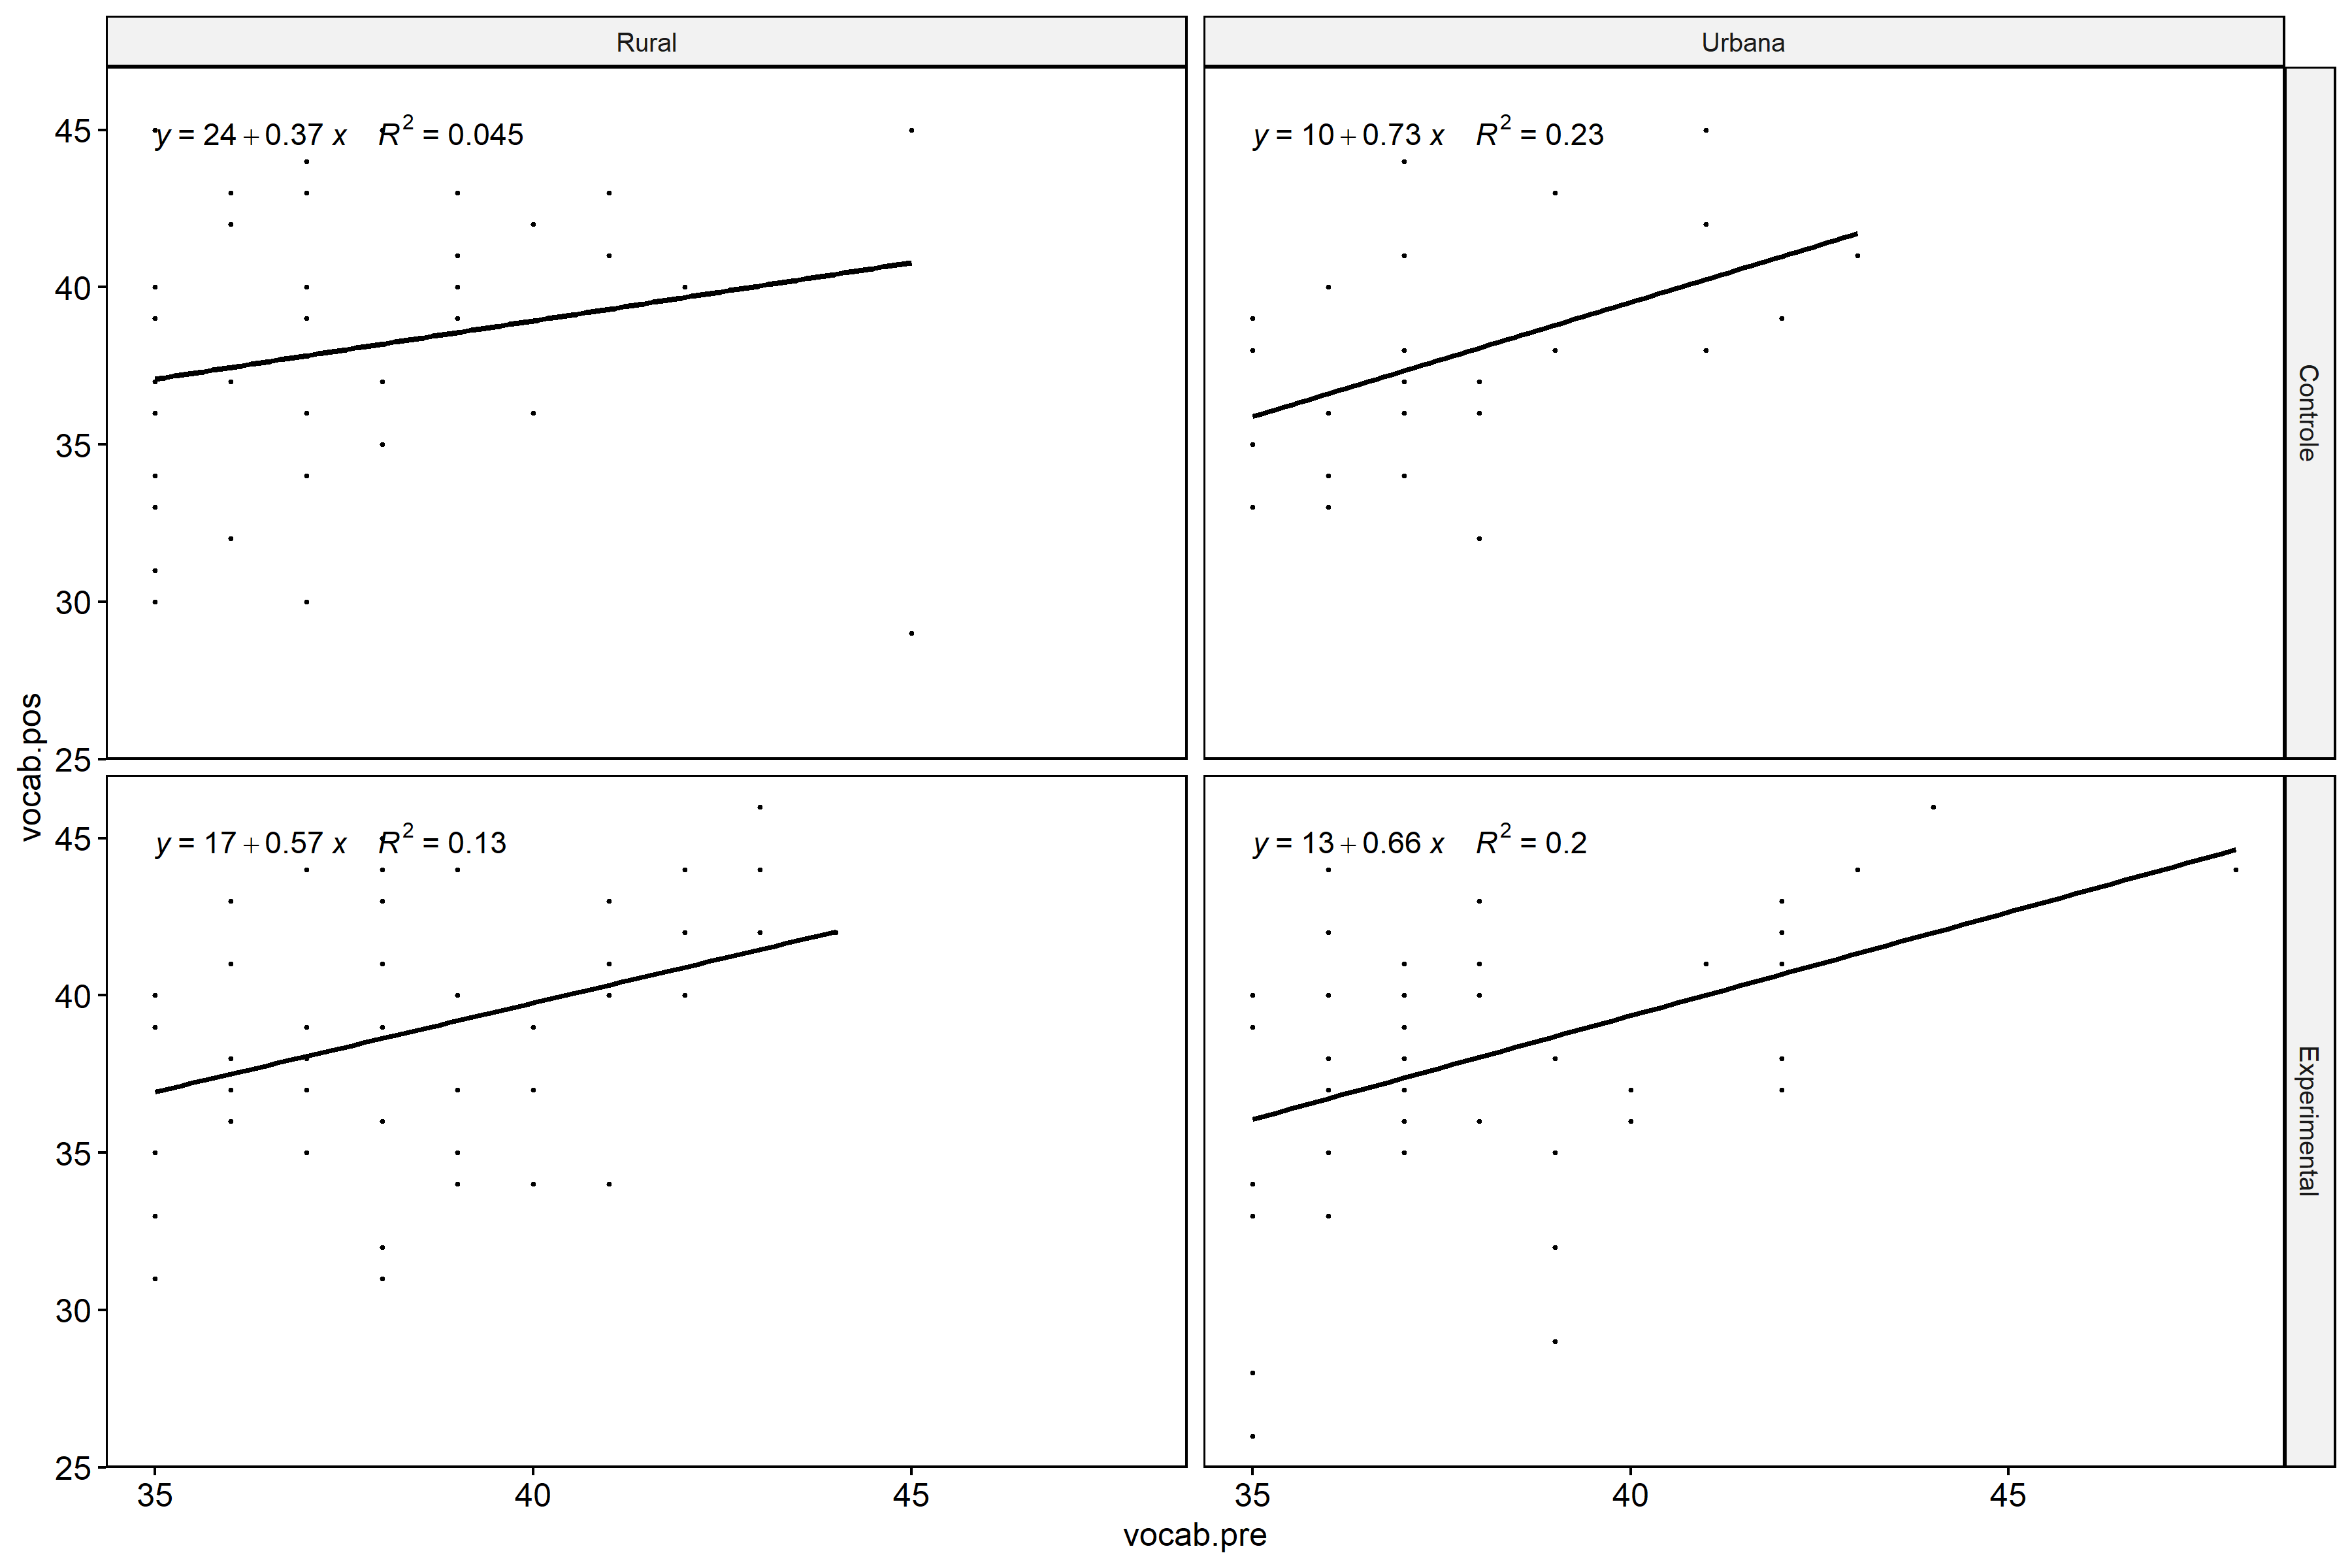 Rural
Urbana
y = 24 + 0.37 x R² = 0.045
y = 10 + 0.73 x R² = 0.23
45
40
35
30
25
Controle
vocab.pos
y = 17 + 0.57 x R² = 0.13
y = 13 + 0.66 x R² = 0.2
45
40
35
30
25
Experimental
35 40 45 35 40 45
vocab.pre